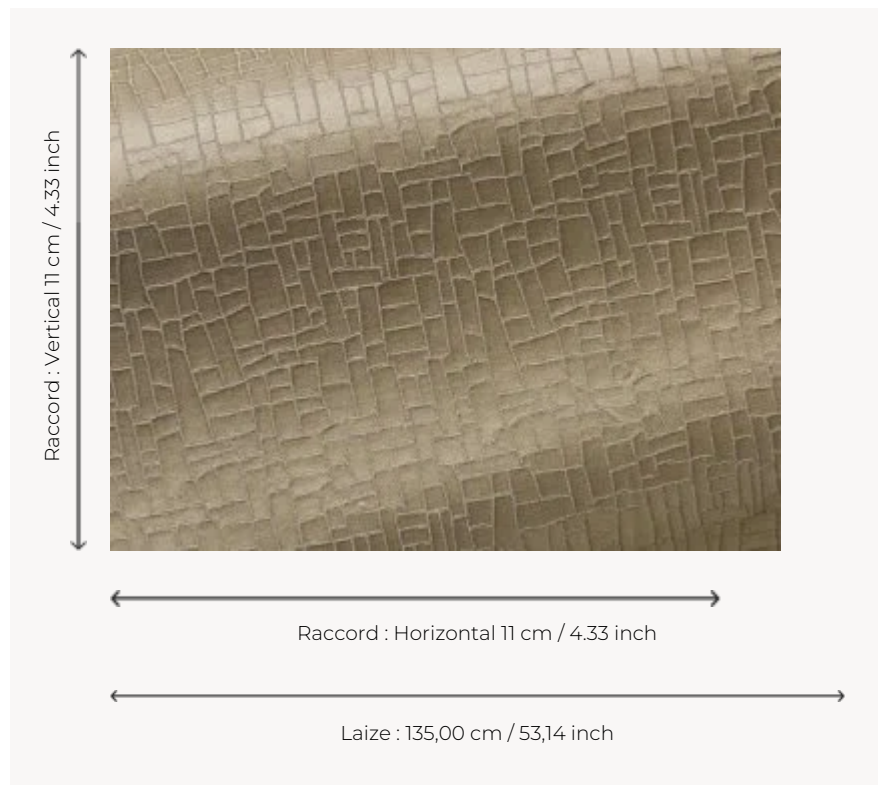 Raccord : Vertical 11 cm / 4.33 inch
Raccord : Horizontal 11 cm / 4.33 inch
Laize : 135,00 cm / 53,14 inch